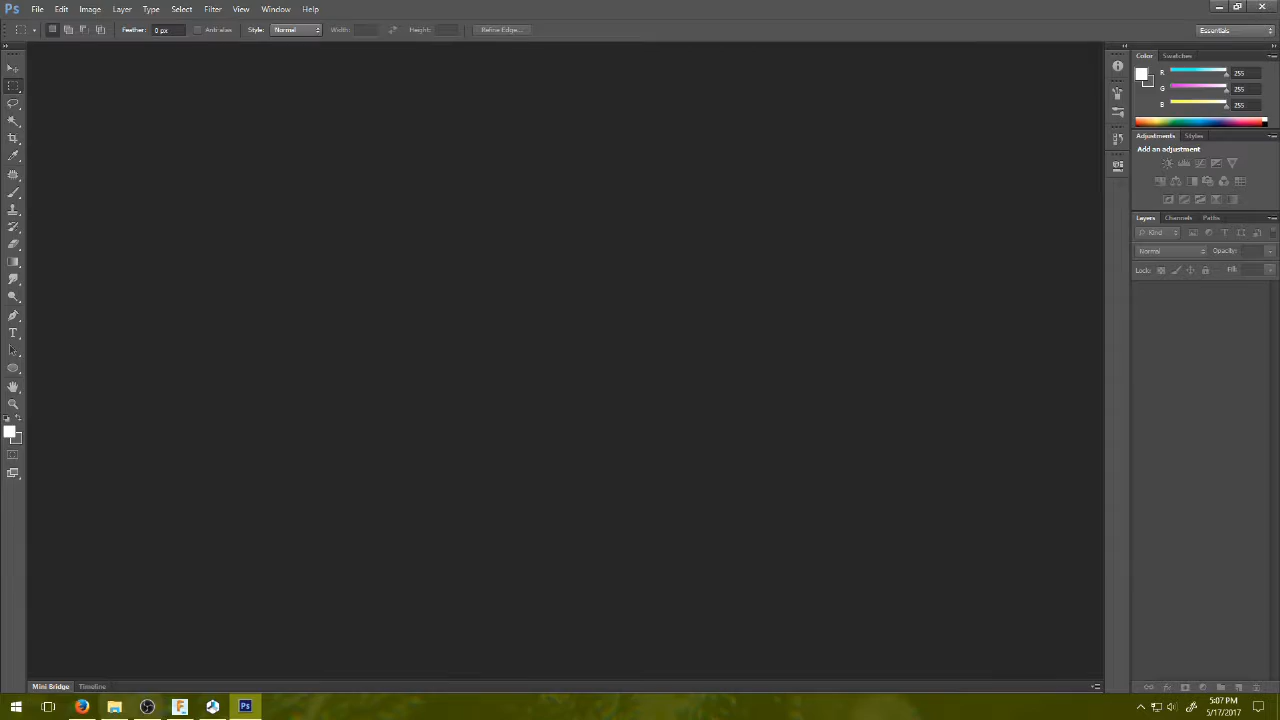 Ps File Edit Image Layer Type Select Filter View Window Help
Feather: 0 px Anti-alias Style: Normal Width: Height: Refine Edge... Essentials
Color Swatches
R 255
G 255
B 255
Adjustments Styles
Add an adjustment
Layers Channels Paths
Kind
Normal Opacity:
Lock: Fill:
Mini Bridge Timeline
F Ps
5:07 PM
5/17/2017